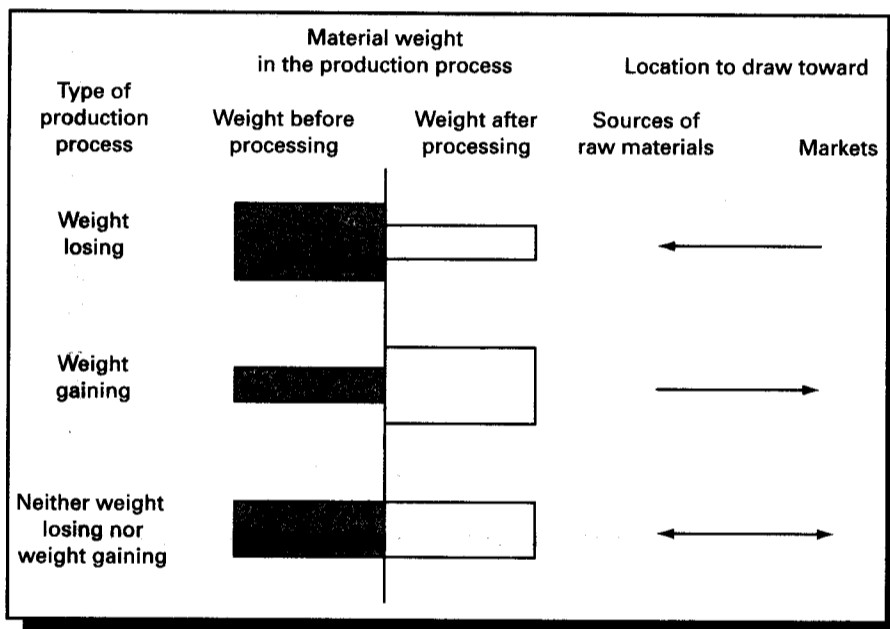 Material weight
in the production process
Location to draw toward
Type of
production
process
Weight before
processing
Weight after
processing
Sources of
raw materials
Markets
Weight
losing
Weight
gaining
Neither weight
losing nor
weight gaining